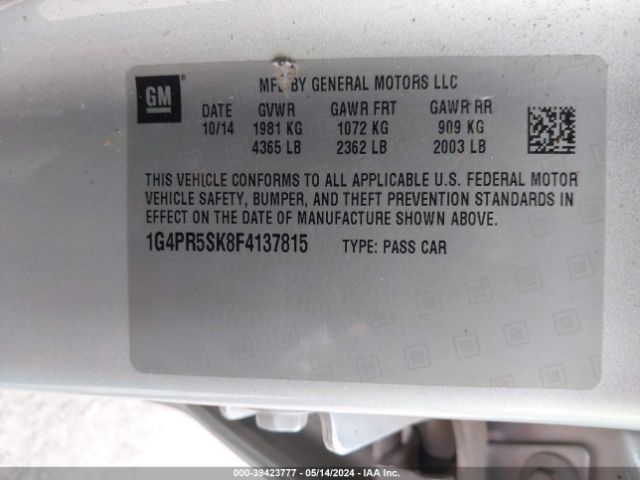 GM
MFD BY GENERAL MOTORS LLC
DATE GVWR GAWR FRT GAWR RR
10/14 1981 KG 1072 KG 909 KG
4365 LB 2362 LB 2003 LB
THIS VEHICLE CONFORMS TO ALL APPLICABLE U.S. FEDERAL MOTOR
VEHICLE SAFETY, BUMPER, AND THEFT PREVENTION STANDARDS IN
EFFECT ON THE DATE OF MANUFACTURE SHOWN ABOVE.
1G4PR5SK8F4137815 TYPE: PASS CAR
000-39423777 - 05/14/2024 - IAA Inc.